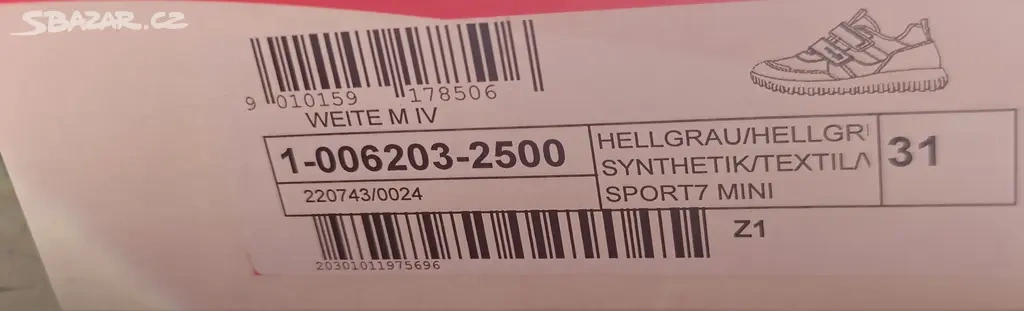 SBAZAR.CZ
9 010159 178506
WEITE M IV
1-006203-2500
220743/0024
HELLGRAU/HELLGR
SYNTHETIK/TEXTIL
SPORT7 MINI
31
20301011975696
Z1